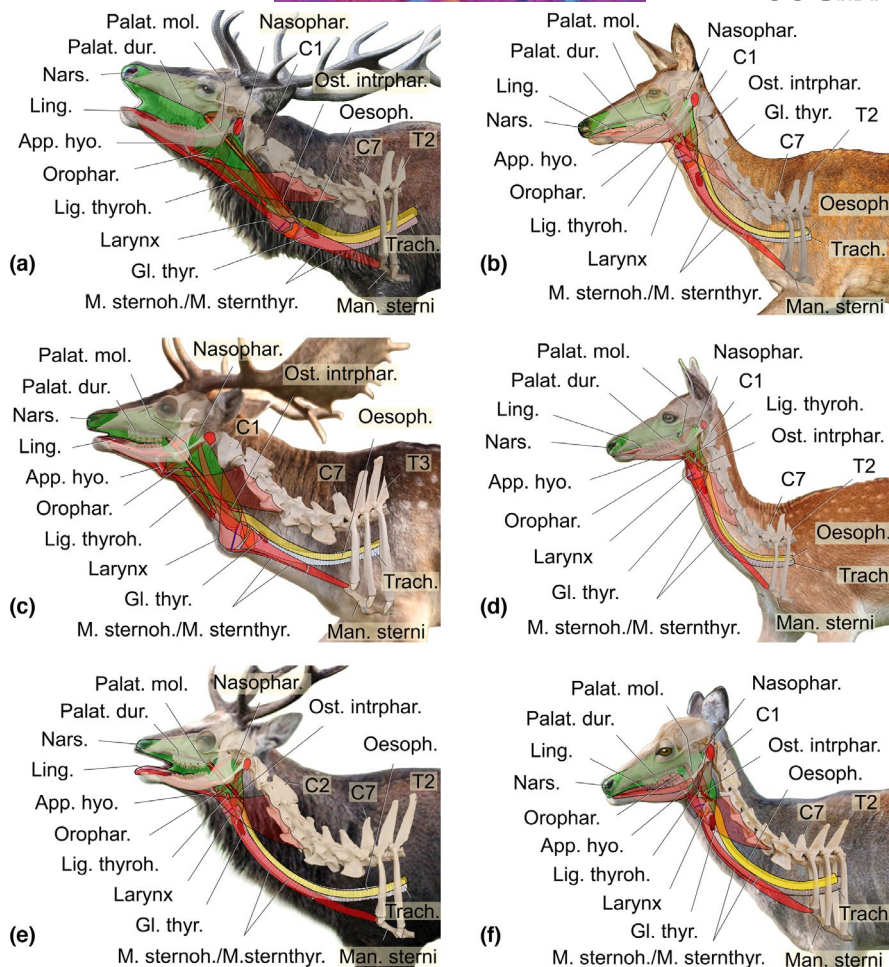 Palat. mol.
Nasophar.
Palat. dur.
C1
Nars.
Ost. intrphar.
Ling.
Oesoph.
App. hyo.
C7
T2
Orophar.
Lig. thyroh.
Larynx
Trach.
(a)
Gl. thyr.
M. sternoh./M. sternthyr.
Man. sterni
Palat. mol.
Nasophar.
Palat. dur.
C1
Ling.
Ost. intrphar.
Nars.
Gl. thyr.
T2
App. hyo.
C7
Orophar.
Oesoph.
Lig. thyroh.
Trach.
(b)
Larynx
M. sternoh./M. sternthyr.
Man. sterni
Palat. mol.
Nasophar.
Palat. dur.
Ost. intrphar.
Nars.
Oesoph.
Ling.
C1
App. hyo.
C7
T3
Orophar.
Lig. thyroh.
Larynx
Trach.
(c)
Gl. thyr.
M. sternoh./M. sternthyr.
Man. sterni
Palat. mol.
Nasophar.
Palat. dur.
C1
Ling.
Lig. thyroh.
Nars.
Ost. intrphar.
App. hyo.
C7
T2
Orophar.
Oesoph.
Larynx
Trach.
(d)
M. sternoh./M. sternthyr.
Man. sterni
Palat. mol.
Nasophar.
Palat. dur.
Ost. intrphar.
Nars.
Oesoph.
Ling.
C2
C7
T2
App. hyo.
Orophar.
Lig. thyroh.
Larynx
Trach.
Gl. thyr.
(e)
M. sternoh./M.sternthyr.
Man. sterni
Palat. mol.
Nasophar.
Palat. dur.
C1
Ling.
Ost. intrphar.
Nars.
Oesoph.
Orophar.
C7
T2
App. hyo.
Lig. thyroh.
Larynx
Trach.
Gl. thyr.
(f)
M. sternoh./M. sternthyr.
Man. sterni